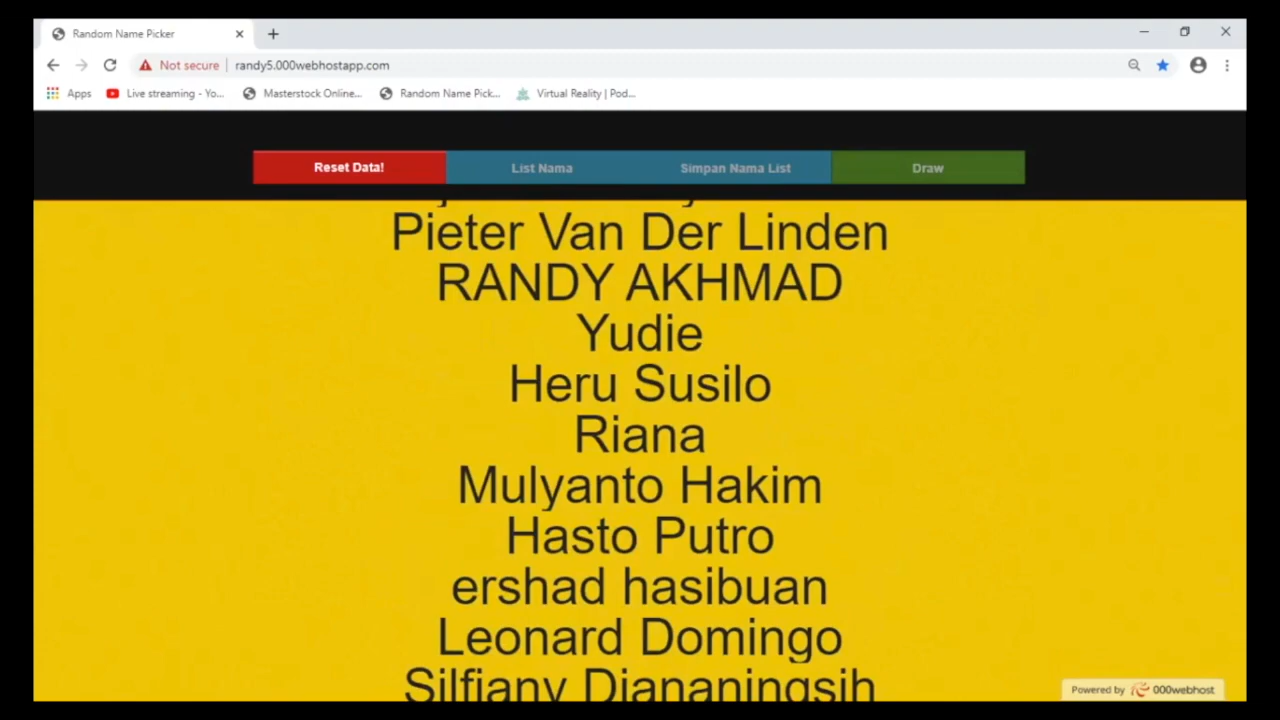 Random Name Picker
Not secure
randy5.000webhostapp.com
Apps
Live streaming - Yo...
Masterstock Online...
Random Name Pick...
Virtual Reality | Pod...
Reset Data!
List Nama
Simpan Nama List
Draw
Pieter Van Der Linden
RANDY AKHMAD
Yudie
Heru Susilo
Riana
Mulyanto Hakim
Hasto Putro
ershad hasibuan
Leonard Domingo
Silfiany Diananingsih
Powered by 000webhost